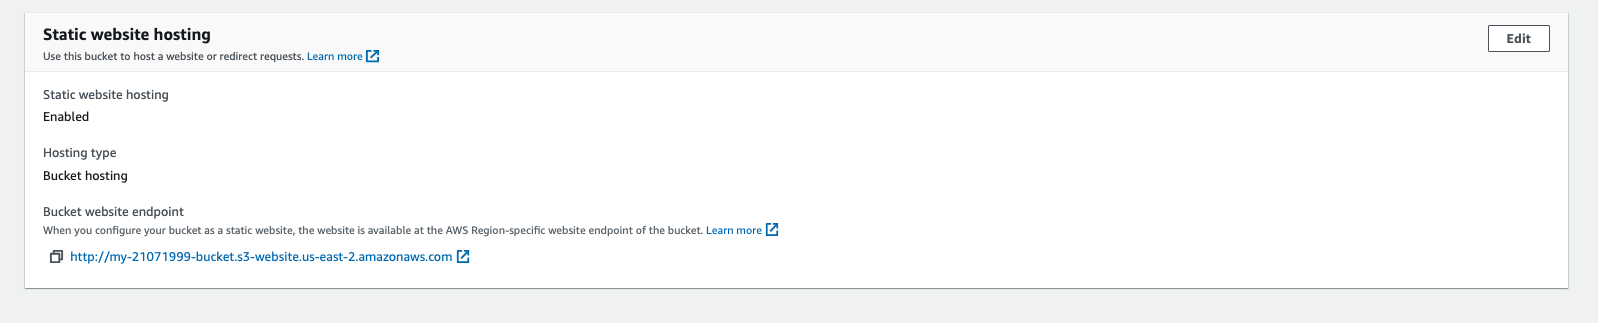 Static website hosting
Edit
Use this bucket to host a website or redirect requests. Learn more
Static website hosting
Enabled
Hosting type
Bucket hosting
Bucket website endpoint
When you configure your bucket as a static website, the website is available at the AWS Region-specific website endpoint of the bucket. Learn more
http://my-21071999-bucket.s3-website.us-east-2.amazonaws.com